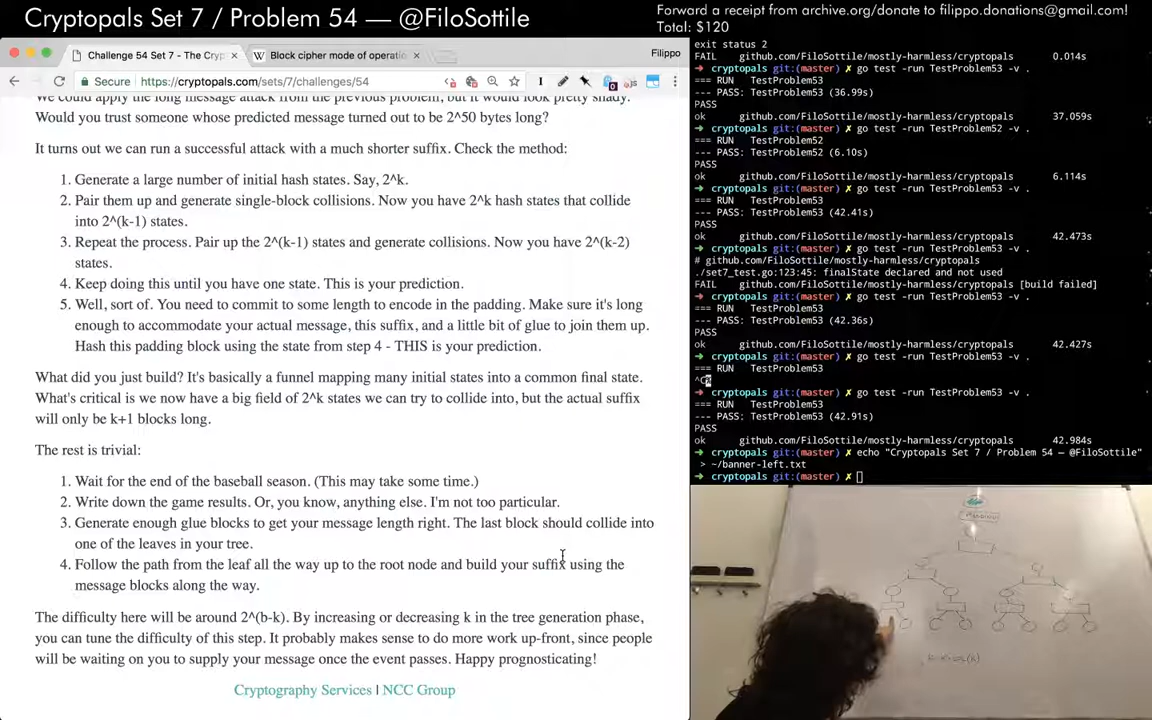 Cryptopals Set 7 / Problem 54 — @FiloSottile
Forward a receipt from archive.org/donate to filippo.donations@gmail.com!
Total: $120
Challenge 54 Set 7 - The Cryp
Block cipher mode of operatio
Filippo
Secure
https://cryptopals.com/sets/7/challenges/54
We could apply the long message attack from the previous problem, but it would look pretty shady.
Would you trust someone whose predicted message turned out to be 2^50 bytes long?
It turns out we can run a successful attack with a much shorter suffix. Check the method:
1. Generate a large number of initial hash states. Say, 2^k.
2. Pair them up and generate single-block collisions. Now you have 2^k hash states that collide
into 2^(k-1) states.
3. Repeat the process. Pair up the 2^(k-1) states and generate collisions. Now you have 2^(k-2)
states.
4. Keep doing this until you have one state. This is your prediction.
5. Well, sort of. You need to commit to some length to encode in the padding. Make sure it's long
enough to accommodate your actual message, this suffix, and a little bit of glue to join them up.
Hash this padding block using the state from step 4 - THIS is your prediction.
What did you just build? It's basically a funnel mapping many initial states into a common final state.
What's critical is we now have a big field of 2^k states we can try to collide into, but the actual suffix
will only be k+1 blocks long.
The rest is trivial:
1. Wait for the end of the baseball season. (This may take some time.)
2. Write down the game results. Or, you know, anything else. I'm not too particular.
3. Generate enough glue blocks to get your message length right. The last block should collide into
one of the leaves in your tree.
4. Follow the path from the leaf all the way up to the root node and build your suffix using the
message blocks along the way.
The difficulty here will be around 2^(b-k). By increasing or decreasing k in the tree generation phase,
you can tune the difficulty of this step. It probably makes sense to do more work up-front, since people
will be waiting on you to supply your message once the event passes. Happy prognosticating!
Cryptography Services | NCC Group
exit status 2
FAIL github.com/FiloSottile/mostly-harmless/cryptopals 0.014s
➜ cryptopals git:(master) ✗ go test -run TestProblem53 -v .
=== RUN TestProblem53
--- PASS: TestProblem53 (36.99s)
PASS
ok github.com/FiloSottile/mostly-harmless/cryptopals 37.059s
➜ cryptopals git:(master) ✗ go test -run TestProblem52 -v .
=== RUN TestProblem52
--- PASS: TestProblem52 (6.10s)
PASS
ok github.com/FiloSottile/mostly-harmless/cryptopals 6.114s
➜ cryptopals git:(master) ✗ go test -run TestProblem53 -v .
=== RUN TestProblem53
--- PASS: TestProblem53 (42.41s)
PASS
ok github.com/FiloSottile/mostly-harmless/cryptopals 42.473s
➜ cryptopals git:(master) ✗ go test -run TestProblem53 -v .
# github.com/FiloSottile/mostly-harmless/cryptopals
./set7_test.go:123:45: finalState declared and not used
FAIL github.com/FiloSottile/mostly-harmless/cryptopals [build failed]
➜ cryptopals git:(master) ✗ go test -run TestProblem53 -v .
=== RUN TestProblem53
--- PASS: TestProblem53 (42.36s)
PASS
ok github.com/FiloSottile/mostly-harmless/cryptopals 42.427s
➜ cryptopals git:(master) ✗ go test -run TestProblem53 -v .
=== RUN TestProblem53
➜ cryptopals git:(master) ✗ go test -run TestProblem53 -v .
=== RUN TestProblem53
--- PASS: TestProblem53 (42.91s)
PASS
ok github.com/FiloSottile/mostly-harmless/cryptopals 42.984s
➜ cryptopals git:(master) ✗ echo "Cryptopals Set 7 / Problem 54 — @FiloSottile"
> ~/banner-left.txt
➜ cryptopals git:(master) ✗